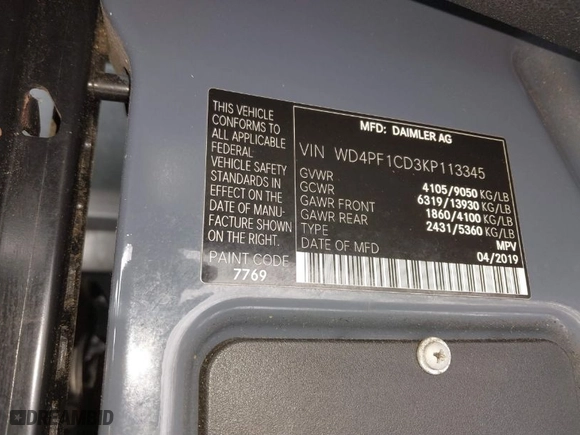 THIS VEHICLE
CONFORMS TO
ALL APPLICABLE
FEDERAL
VEHICLE SAFETY
STANDARDS IN
EFFECT ON THE
DATE OF MANU-
FACTURE SHOWN
ON THE RIGHT.
PAINT CODE
7769
MFD: DAIMLER AG
VIN WD4PF1CD3KP113345
GVWR 4105/9050 KG/LB
GCWR 6319/13930 KG/LB
GAWR FRONT 1860/4100 KG/LB
GAWR REAR 2431/5360 KG/LB
TYPE MPV
DATE OF MFD 04/2019
DREAMBID